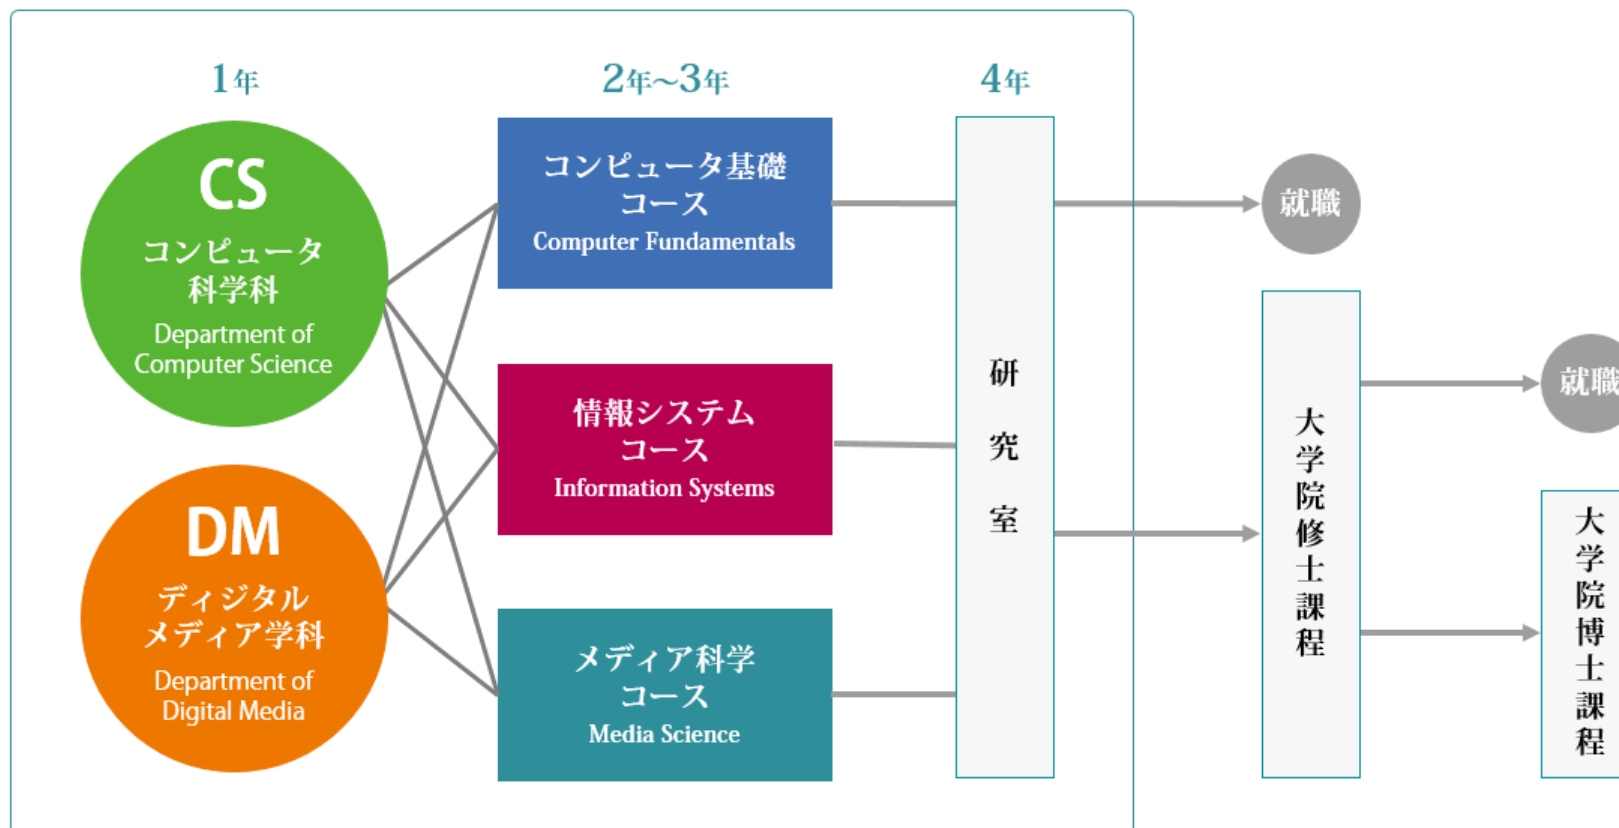 1年
2年～3年
4年
CS
コンピュータ
科学科
Department of
Computer Science
DM
ディジタル
メディア学科
Department of
Digital Media
コンピュータ基礎
コース
Computer Fundamentals
情報システム
コース
Information Systems
メディア科学
コース
Media Science
研究室
就職
大学院修士課程
就職
大学院博士課程